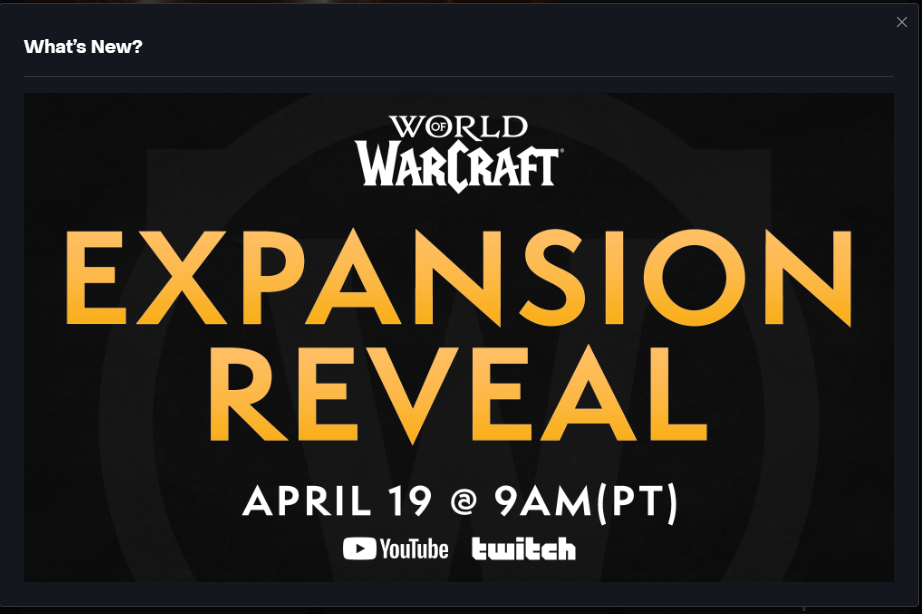 What's New?
WORLD
OF
WARCRAFT®
EXPANSION
REVEAL
APRIL 19 @ 9AM(PT)
YouTube twitch